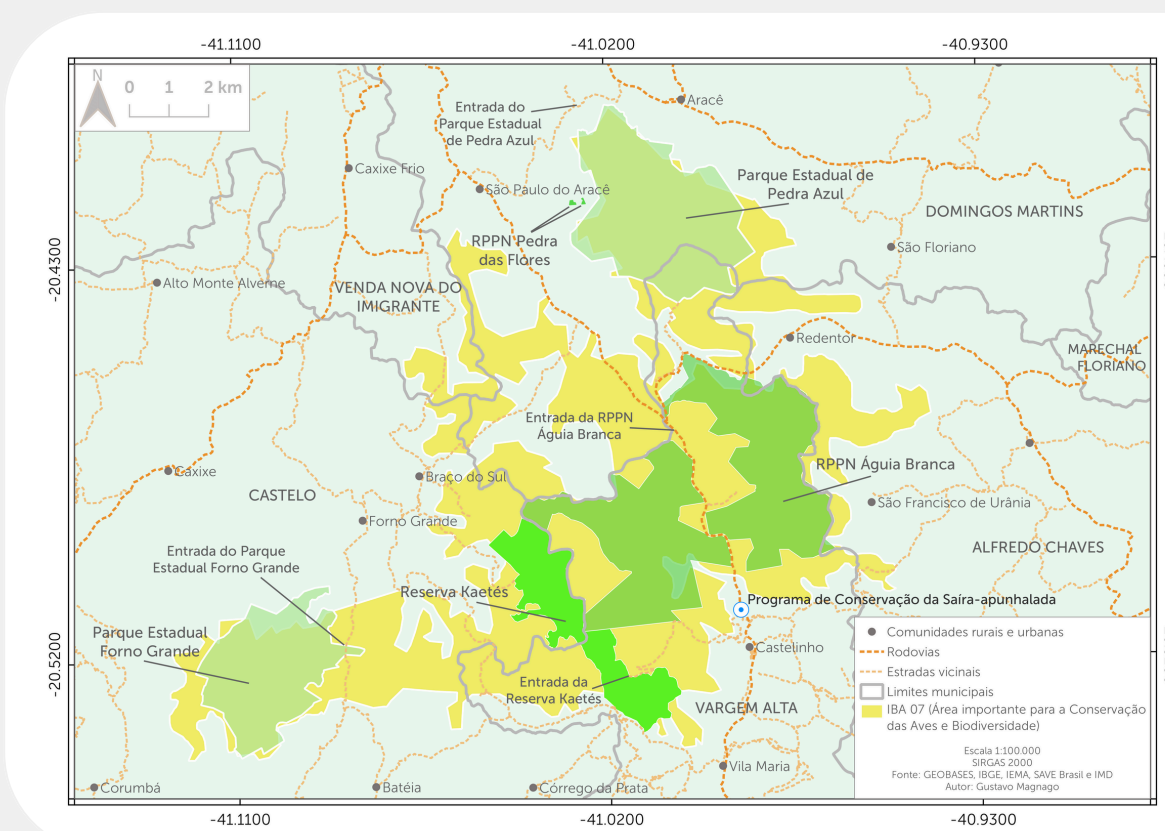 -41.1100
-41.0200
-40.9300
N
0 1 2 km
Entrada do
Parque Estadual
de Pedra Azul
Aracê
Caxixe Frio
São Paulo do Aracê
Parque Estadual de
Pedra Azul
DOMINGOS MARTINS
RPPN Pedra
das Flores
São Floriano
-20.4300
Alto Monte Alverne
VENDA NOVA DO
IMIGRANTE
Redentor
MARECHAL
FLORIANO
Entrada da RPPN
Águia Branca
Caxixe
Braço do Sul
RPPN Águia Branca
CASTELO
São Francisco de Urânia
Forno Grande
ALFREDO CHAVES
Entrada do Parque
Estadual Forno Grande
Reserva Kaetés
Programa de Conservação da Saíra-apunhalada
Parque Estadual
Forno Grande
Castelinho
-20.5200
Entrada da
Reserva Kaetés
VARGEM ALTA
Vila Maria
Corumbá
Batéia
Córrego da Prata
Comunidades rurais e urbanas
Rodovias
Estradas vicinais
Limites municipais
IBA 07 (Área importante para a Conservação
das Aves e Biodiversidade)
Escala 1:100.000
SIRGAS 2000
Fonte: GEOBASES, IBGE, IEMA, SAVE Brasil e IMD
Autor: Gustavo Magnago
-41.1100
-41.0200
-40.9300